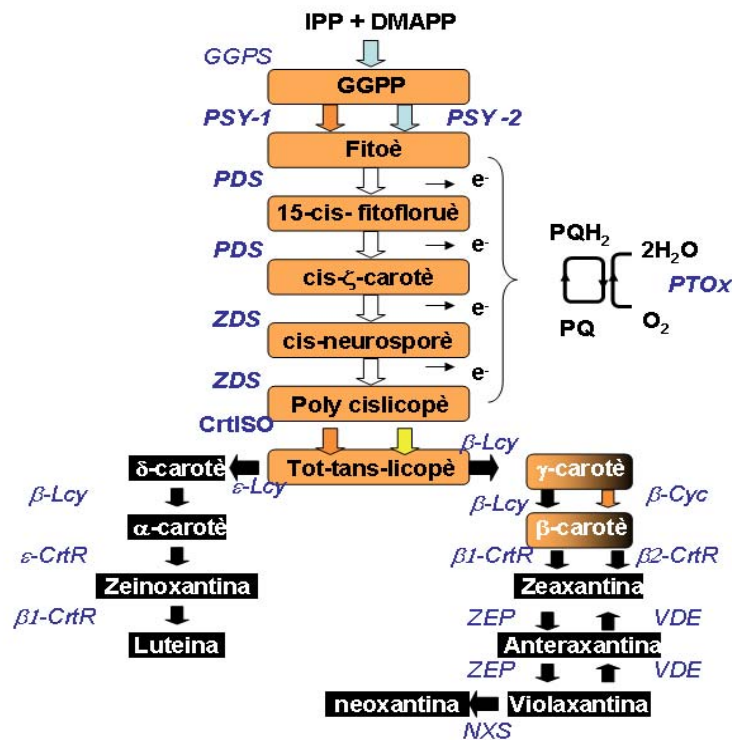 IPP + DMAPP
GGPS
GGPP
PSY-1
PSY -2
Fitoè
PDS
e-
15-cis- fitofloruè
PDS
e-
cis-ζ-carotè
ZDS
e-
cis-neurosporè
ZDS
e-
Poly cislicopè
PQH2
2H2O
PTOx
PQ
O2
CrtISO
Tot-tans-licopè
ε-Lcy
β-Lcy
δ-carotè
β-Lcy
α-carotè
ε-CrtR
Zeinoxantina
β1-CrtR
Luteina
γ-carotè
β-Lcy
β-Cyc
β-carotè
β1-CrtR
β2-CrtR
Zeaxantina
ZEP
VDE
Anteraxantina
ZEP
VDE
neoxantina
Violaxantina
NXS